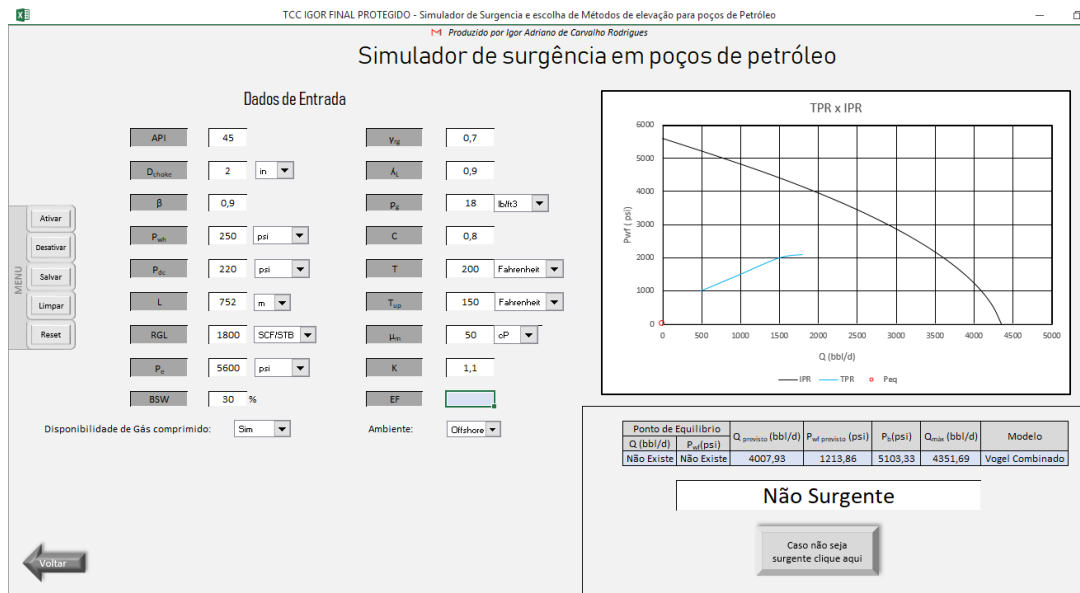 TCC IGOR FINAL PROTEGIDO - Simulador de Surgencia e escolha de Métodos de elevação para poços de Petróleo
Produzido por Igor Adriano de Carvalho Rodrigues
Simulador de surgência em poços de petróleo
Dados de Entrada
API 45 γrg 0,7
Dchoke 2 in λL 0,9
β 0,9 ρg 18 lb/ft3
Pwh 250 psi C 0,8
Pdc 220 psi T 200 Fahrenheit
L 752 m Tup 150 Fahrenheit
RGL 1800 SCF/STB μm 50 cP
Pe 5600 psi K 1,1
BSW 30 % EF
Disponibilidade de Gás comprimido: Sim Ambiente: Offshore
MENU
Ativar
Desativar
Salvar
Limpar
Reset
Voltar
TPR x IPR
Pwf ( psi)
6000
5000
4000
3000
2000
1000
0
0 500 1000 1500 2000 2500 3000 3500 4000 4500 5000
Q (bbl/d)
IPR TPR Peq
Ponto de Equilíbrio Q previsto (bbl/d) Pwf previsto (psi) Pb(psi) Qmáx (bbl/d) Modelo
Q (bbl/d) Pwf(psi)
Não Existe Não Existe 4007,93 1213,86 5103,33 4351,69 Vogel Combinado
Não Surgente
Caso não seja
surgente clique aqui